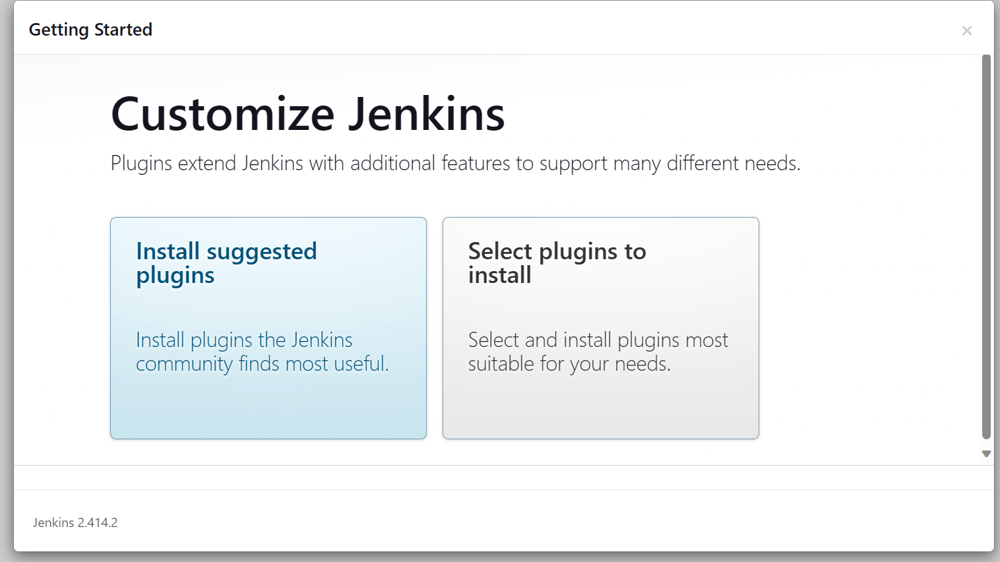 Getting Started
×
Customize Jenkins
Plugins extend Jenkins with additional features to support many different needs.
Install suggested
plugins
Install plugins the Jenkins
community finds most useful.
Select plugins to
install
Select and install plugins most
suitable for your needs.
Jenkins 2.414.2